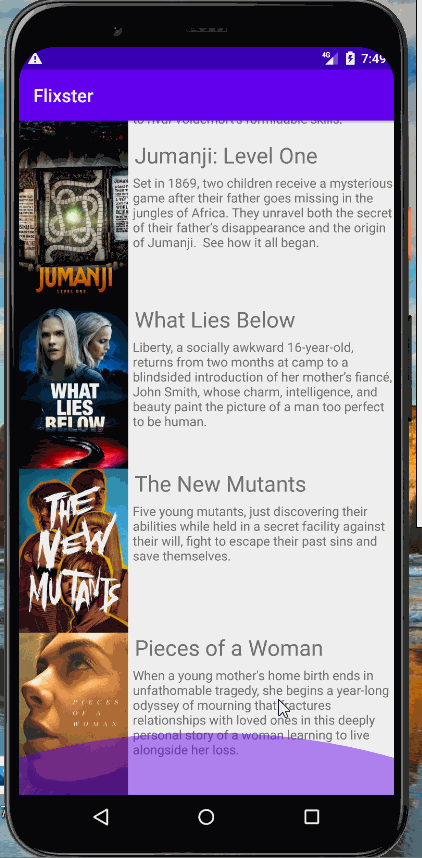 4G 7:49
Flixster
to rival Voldemort's formidable skills.
Jumanji: Level One
Set in 1869, two children receive a mysterious
game after their father goes missing in the
jungles of Africa. They unravel both the secret
of their father's disappearance and the origin
of Jumanji.  See how it all began.
JUMANJI
LEVEL ONE
What Lies Below
Liberty, a socially awkward 16-year-old,
returns from two months at camp to a
blindsided introduction of her mother's fiancé,
John Smith, whose charm, intelligence, and
beauty paint the picture of a man too perfect
to be human.
WHAT
LIES
BELOW
The New Mutants
Five young mutants, just discovering their
abilities while held in a secret facility against
their will, fight to escape their past sins and
save themselves.
THE
NEW
MUTANTS
Pieces of a Woman
When a young mother's home birth ends in
unfathomable tragedy, she begins a year-long
odyssey of mourning that fractures
relationships with loved ones in this deeply
personal story of a woman learning to live
alongside her loss.
PIECES
OF A
WOMAN